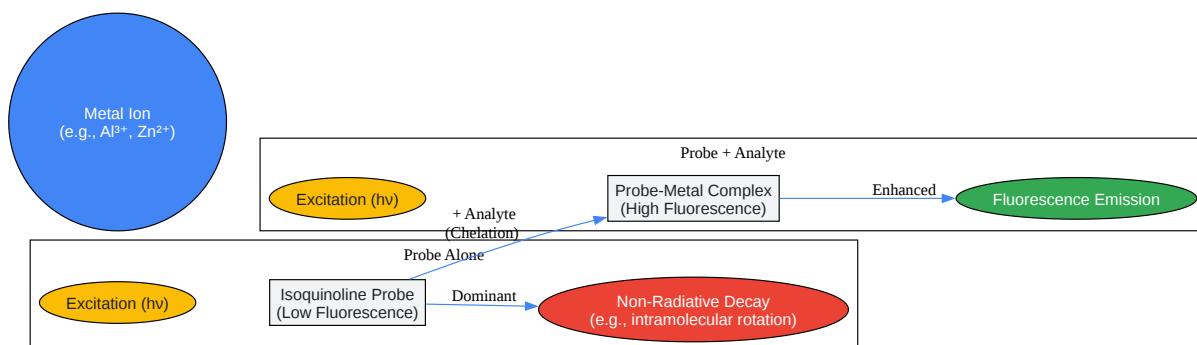 Metal Ion
(e.g., Al³⁺, Zn²⁺)
Probe + Analyte
Excitation (hν)
Probe-Metal Complex
(High Fluorescence)
Enhanced
Fluorescence Emission
+ Analyte
(Chelation)
Probe Alone
Excitation (hν)
Isoquinoline Probe
(Low Fluorescence)
Dominant
Non-Radiative Decay
(e.g., intramolecular rotation)